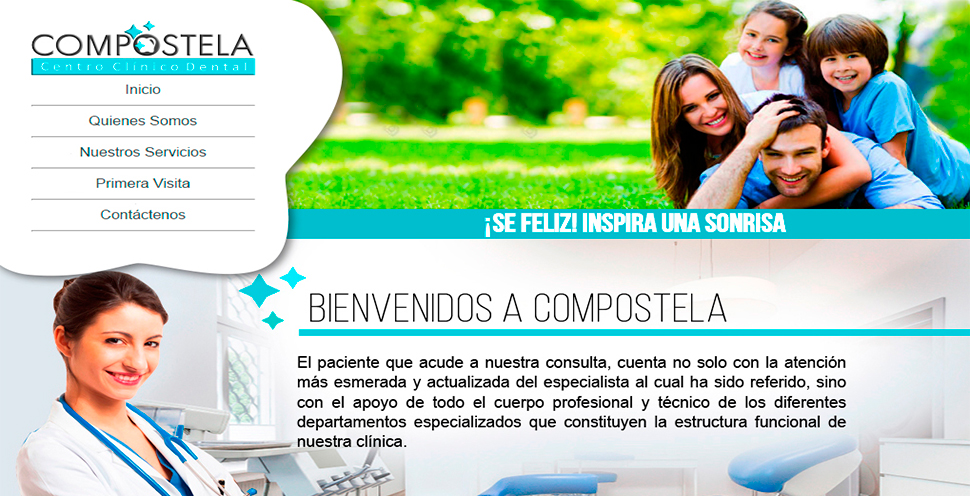 COMPOSTELA
Centro Clínico Dental
Inicio
Quienes Somos
Nuestros Servicios
Primera Visita
Contáctenos
¡SE FELIZ! INSPIRA UNA SONRISA
BIENVENIDOS A COMPOSTELA
El paciente que acude a nuestra consulta, cuenta no solo con la atención
más esmerada y actualizada del especialista al cual ha sido referido, sino
con el apoyo de todo el cuerpo profesional y técnico de los diferentes
departamentos especializados que constituyen la estructura funcional de
nuestra clínica.